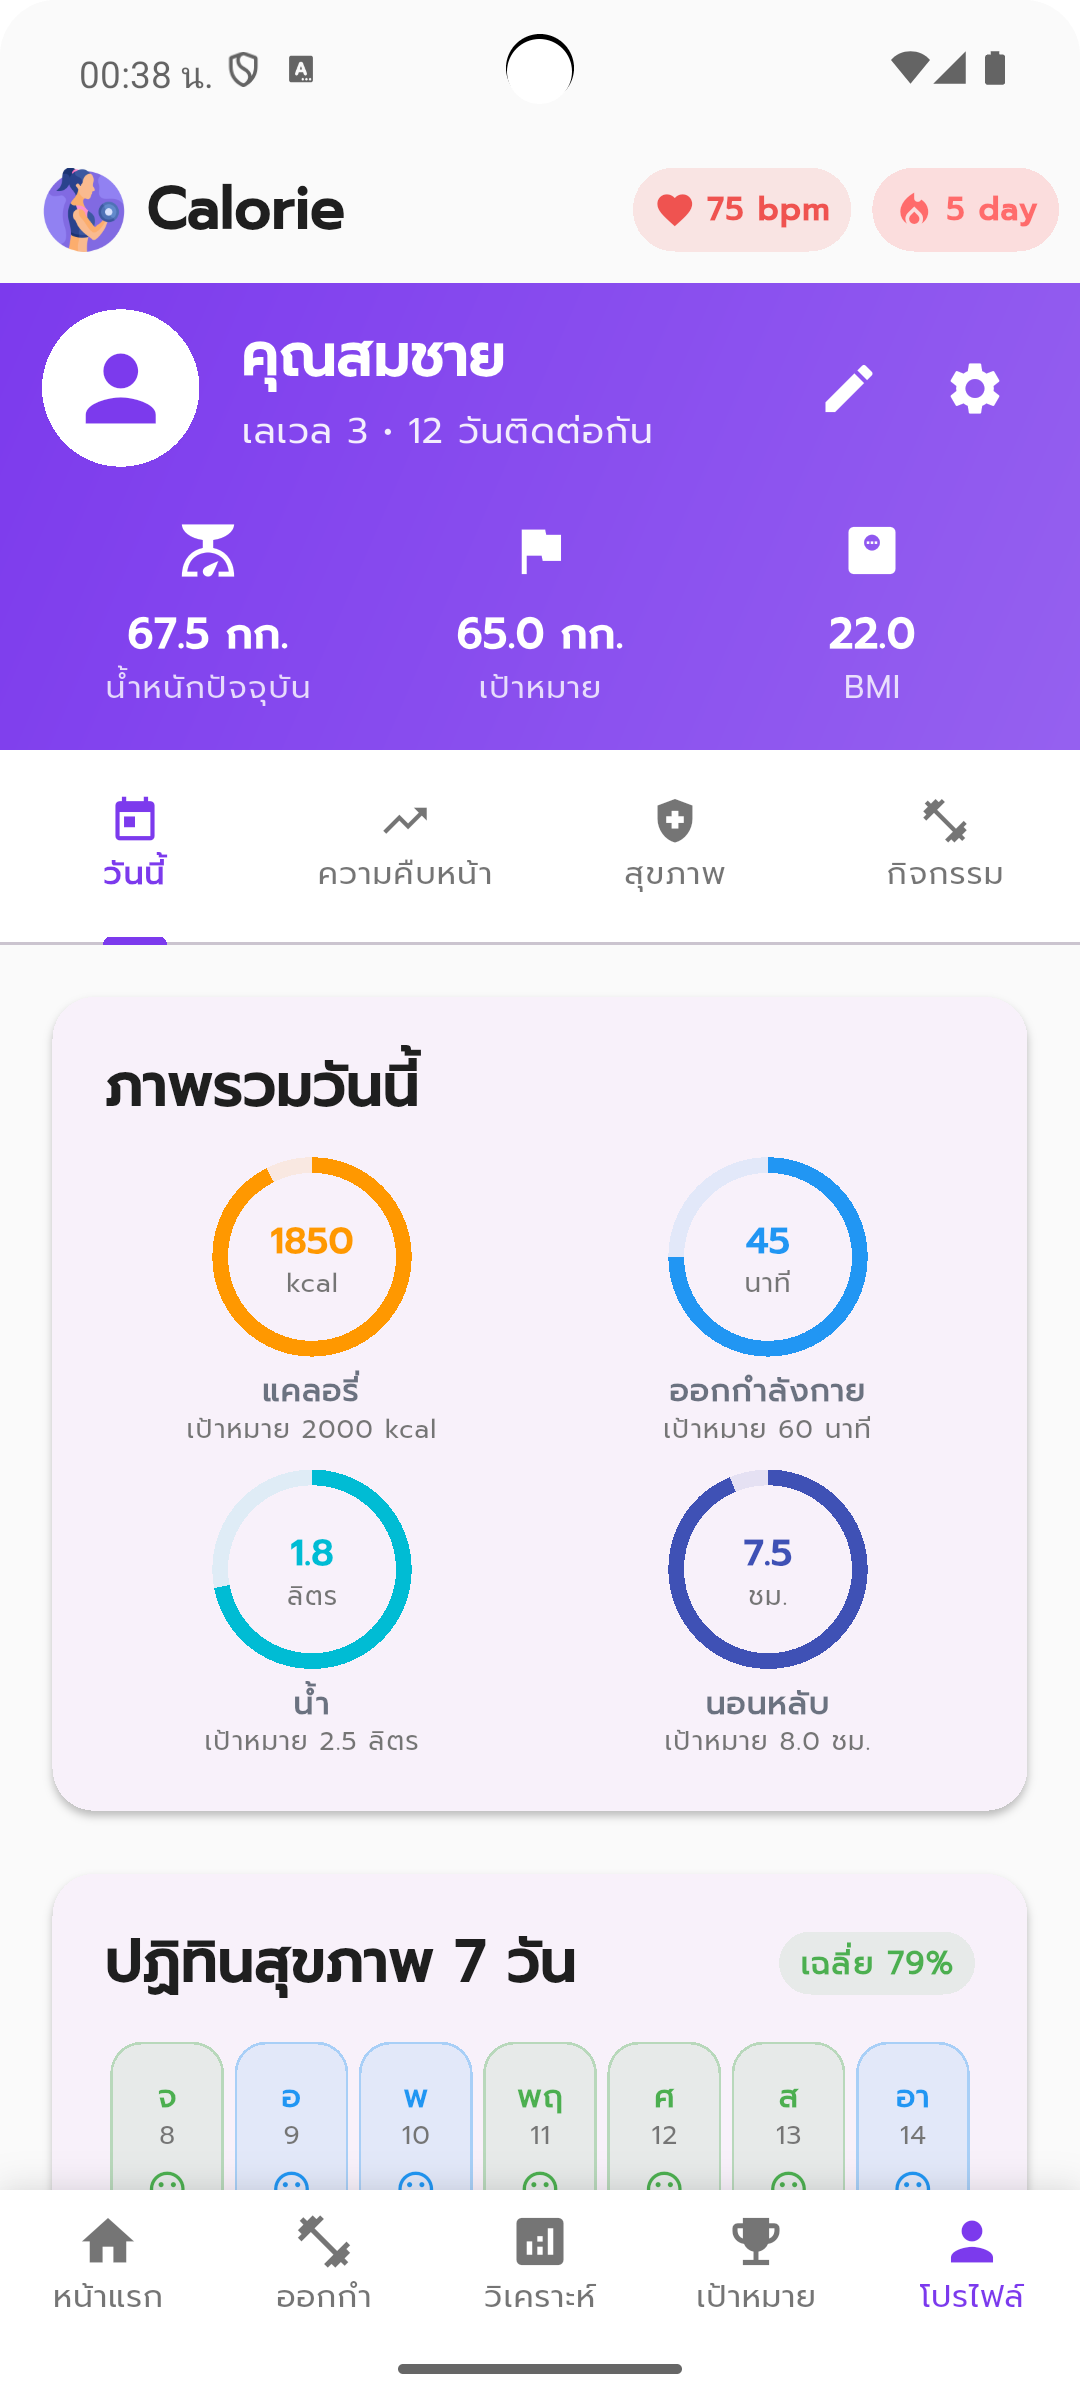 00:38 น.
Calorie
75 bpm
5 day
คุณสมชาย
เลเวล 3 • 12 วันติดต่อกัน
67.5 กก.
65.0 กก.
22.0
น้ำหนักปัจจุบัน
เป้าหมาย
BMI
วันนี้
ความคืบหน้า
สุขภาพ
กิจกรรม
ภาพรวมวันนี้
1850
kcal
45
นาที
แคลอรี่
ออกกำลังกาย
เป้าหมาย 2000 kcal
เป้าหมาย 60 นาที
1.8
ลิตร
7.5
ชม.
น้ำ
นอนหลับ
เป้าหมาย 2.5 ลิตร
เป้าหมาย 8.0 ชม.
ปฏิทินสุขภาพ 7 วัน
เฉลี่ย 79%
จ
อ
พ
พฤ
ศ
ส
อา
8
9
10
11
12
13
14
หน้าแรก
ออกกำ
วิเคราะห์
เป้าหมาย
โปรไฟล์